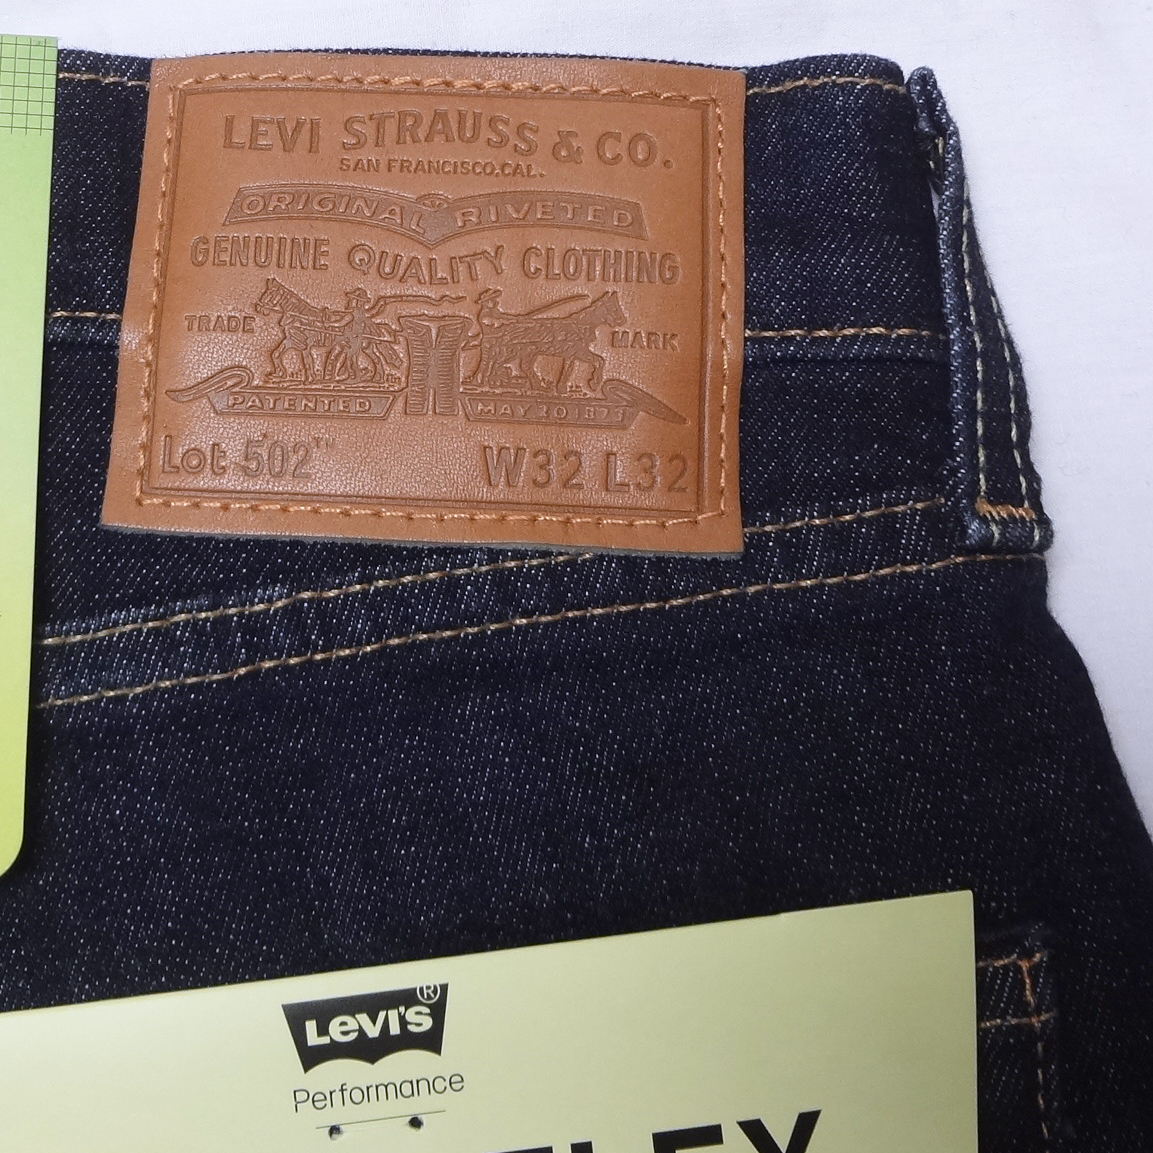 LEVI STRAUSS & CO.
SAN FRANCISCO, CAL.
ORIGINAL RIVETED
GENUINE QUALITY CLOTHING
TRADE MARK
PATENTED MAY 20 1873
Lot 502™ W32 L32
Levi's®
Performance